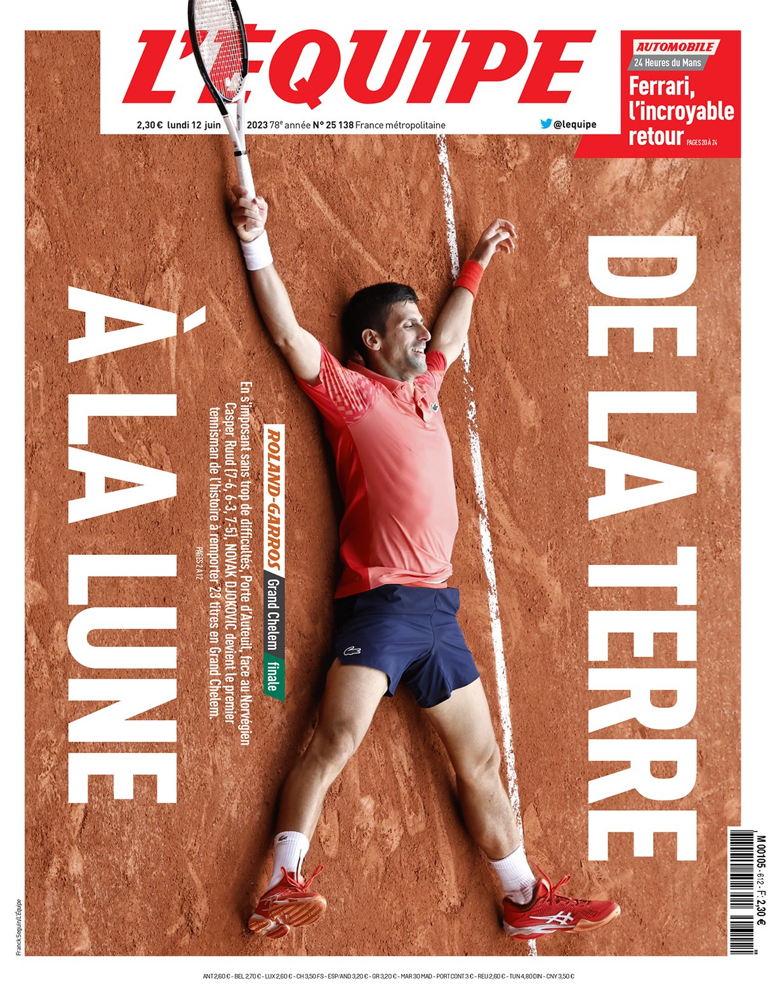 L'ÉQUIPE
2,30 € lundi 12 juin 2023 78e année N° 25 138 France métropolitaine
@lequipe
AUTOMOBILE
24 Heures du Mans
Ferrari,
l'incroyable
retour PAGES 20 À 24
DE LA TERRE
À LA LUNE
ROLAND-GARROS Grand Chelem finale
En s'imposant sans trop de difficultés, Porte d'Auteuil, face au Norvégien
Casper Ruud (7-6, 6-3, 7-5), NOVAK DJOKOVIC devient le premier
tennisman de l'histoire à remporter 23 titres en Grand Chelem.
PAGES 2 À 12
Franck Seguin/L'Équipe
M 00105 - 612 - F: 2,30 €
ANT 2,60 € - BEL 2,70 € - LUX 2,60 € - CH 3,50 FS - ESP/AND 3,20 € - GR 3,20 € - MAR 30 MAD - PORT CONT 3 € - REU 2,60 € - TUN 4,80 DIN - CNY 3,50 €